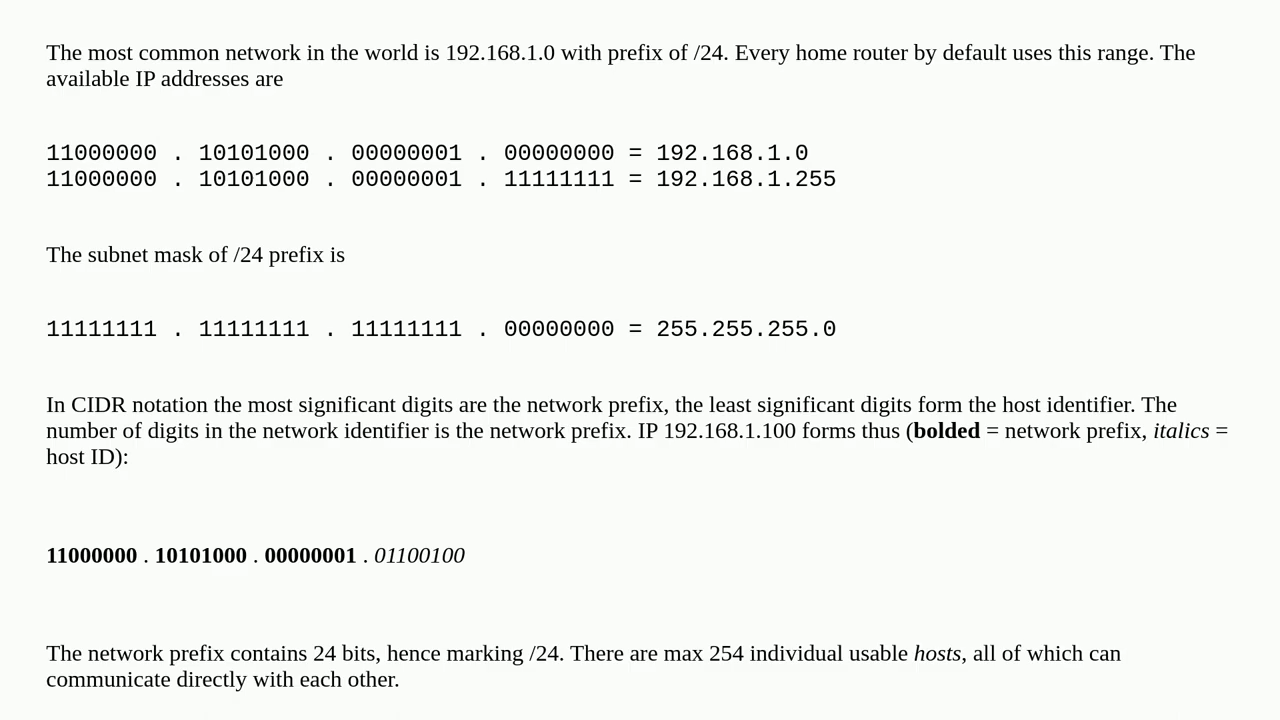 The most common network in the world is 192.168.1.0 with prefix of /24. Every home router by default uses this range. The
available IP addresses are
11000000 . 10101000 . 00000001 . 00000000 = 192.168.1.0
11000000 . 10101000 . 00000001 . 11111111 = 192.168.1.255
The subnet mask of /24 prefix is
11111111 . 11111111 . 11111111 . 00000000 = 255.255.255.0
In CIDR notation the most significant digits are the network prefix, the least significant digits form the host identifier. The
number of digits in the network identifier is the network prefix. IP 192.168.1.100 forms thus (bolded = network prefix, italics =
host ID):
11000000 . 10101000 . 00000001 . 01100100
The network prefix contains 24 bits, hence marking /24. There are max 254 individual usable hosts, all of which can
communicate directly with each other.